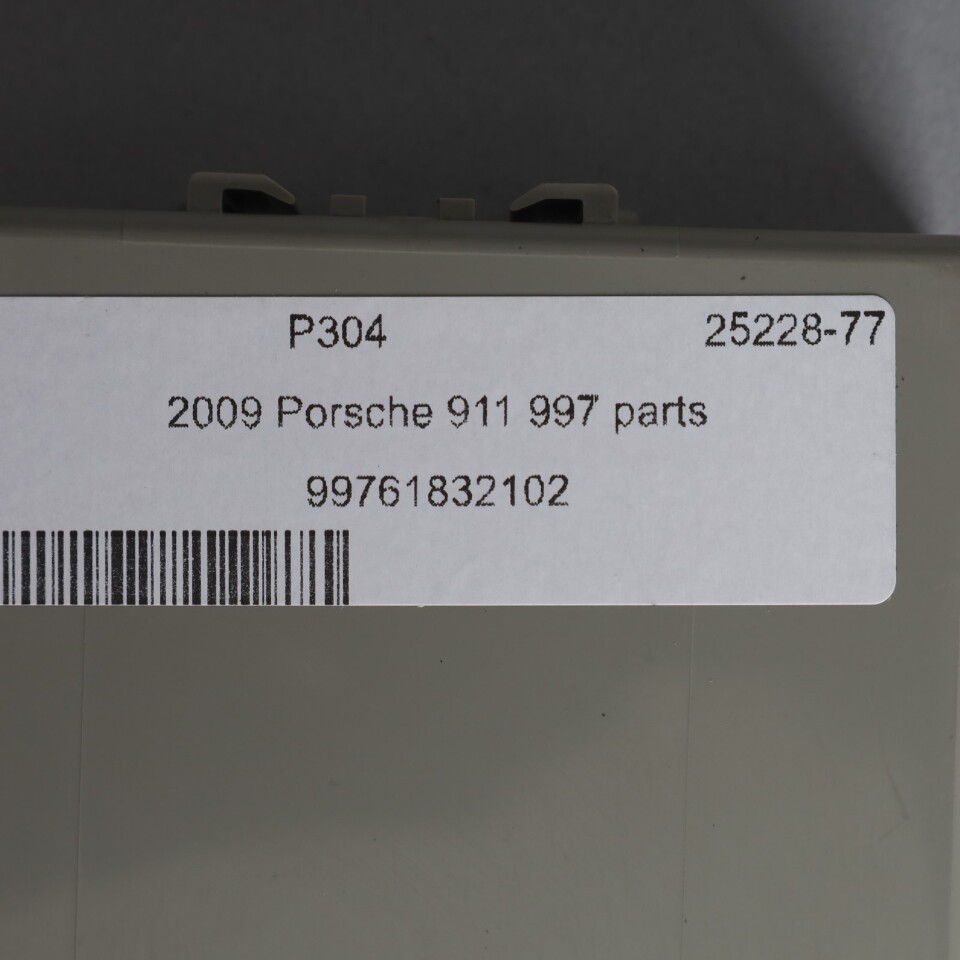 P304 25228-77
2009 Porsche 911 997 parts
99761832102